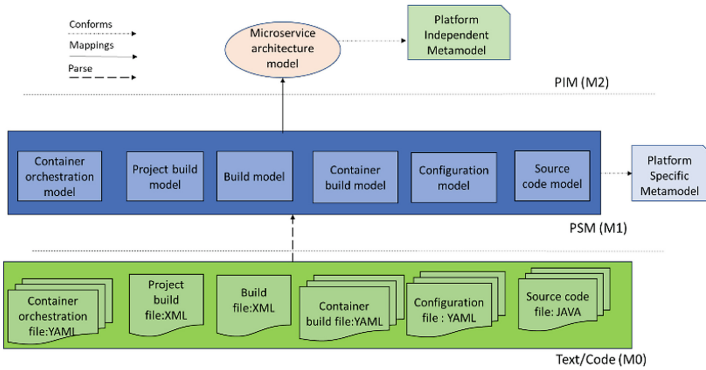 Conforms
Mappings
Parse
Microservice
architecture
model
Platform
Independent
Metamodel
PIM (M2)
Container
orchestration
model
Project build
model
Build model
Container
build model
Configuration
model
Source
code model
Platform
Specific
Metamodel
PSM (M1)
Container
orchestration
file:YAML
Project
build
file:XML
Build
file:XML
Container
build file:YAML
Configuration
file : YAML
Source code
file: JAVA
Text/Code (M0)